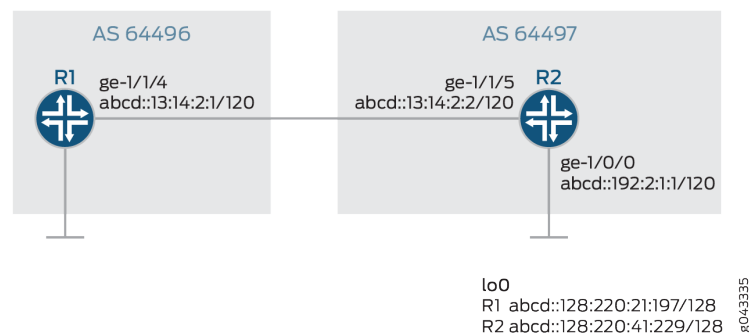 AS 64496
AS 64497
R1
ge-1/1/4
abcd::13:14:2:1/120
ge-1/1/5
abcd::13:14:2:2/120
R2
ge-1/0/0
abcd::192:2:1:1/120
lo0
R1 abcd::128:220:21:197/128
R2 abcd::128:220:41:229/128
g043335